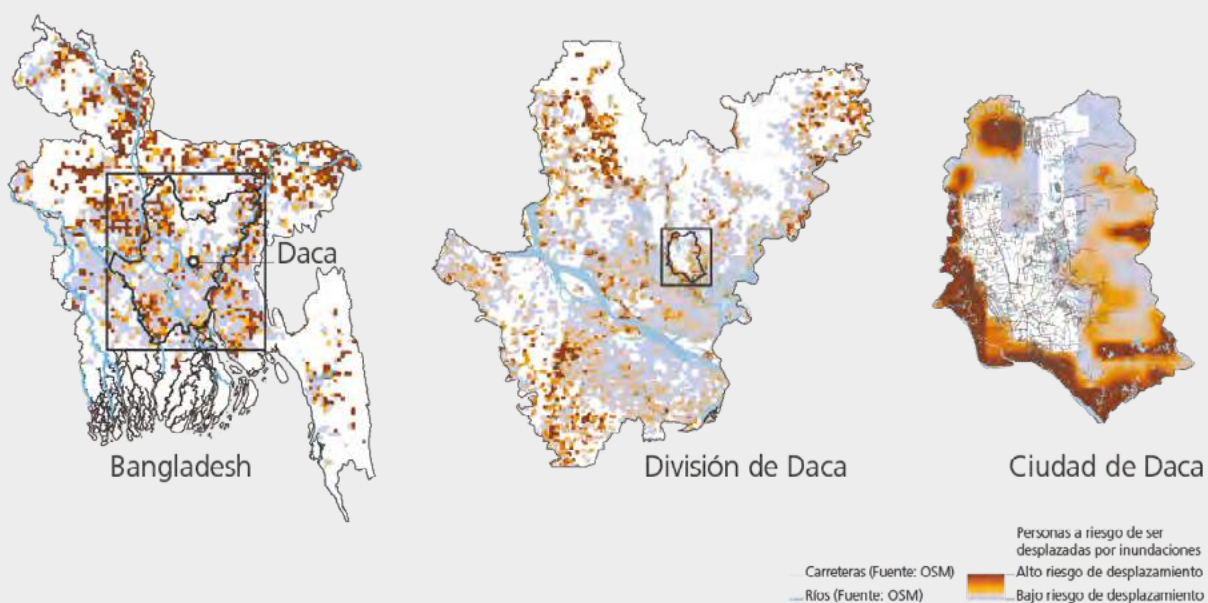 Daca
Bangladesh
División de Daca
Ciudad de Daca
Personas a riesgo de ser
desplazadas por inundaciones
Carreteras (Fuente: OSM)
Alto riesgo de desplazamiento
Ríos (Fuente: OSM)
Bajo riesgo de desplazamiento